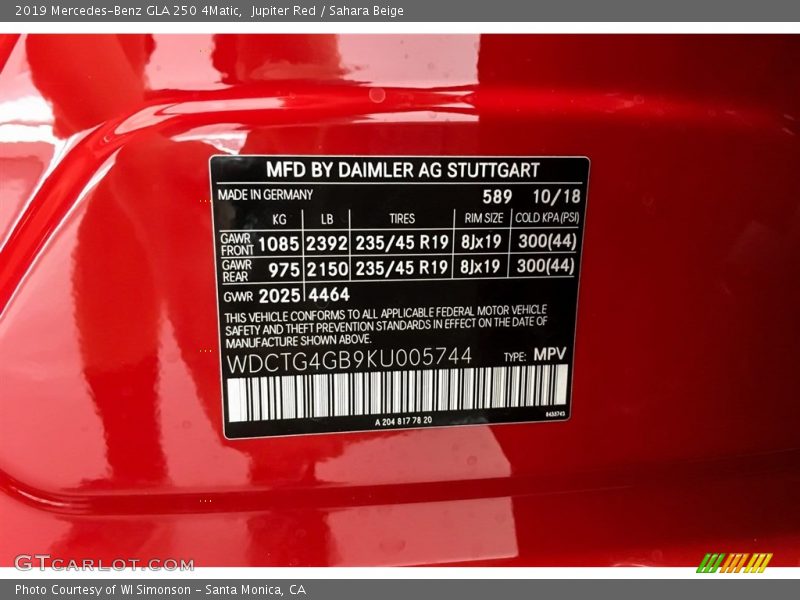 2019 Mercedes-Benz GLA 250 4Matic,  Jupiter Red / Sahara Beige
MFD BY DAIMLER AG STUTTGART
MADE IN GERMANY 589 10/18
KG LB TIRES RIM SIZE COLD KPA(PSI)
GAWR FRONT 1085 2392 235/45 R19 8Jx19 300(44)
GAWR REAR 975 2150 235/45 R19 8Jx19 300(44)
GWR 2025 4464
THIS VEHICLE CONFORMS TO ALL APPLICABLE FEDERAL MOTOR VEHICLE
SAFETY AND THEFT PREVENTION STANDARDS IN EFFECT ON THE DATE OF
MANUFACTURE SHOWN ABOVE.
WDCTG4GB9KU005744 TYPE: MPV
A 204 817 78 20
GTCARLOT.COM
Photo Courtesy of WI Simonson - Santa Monica, CA